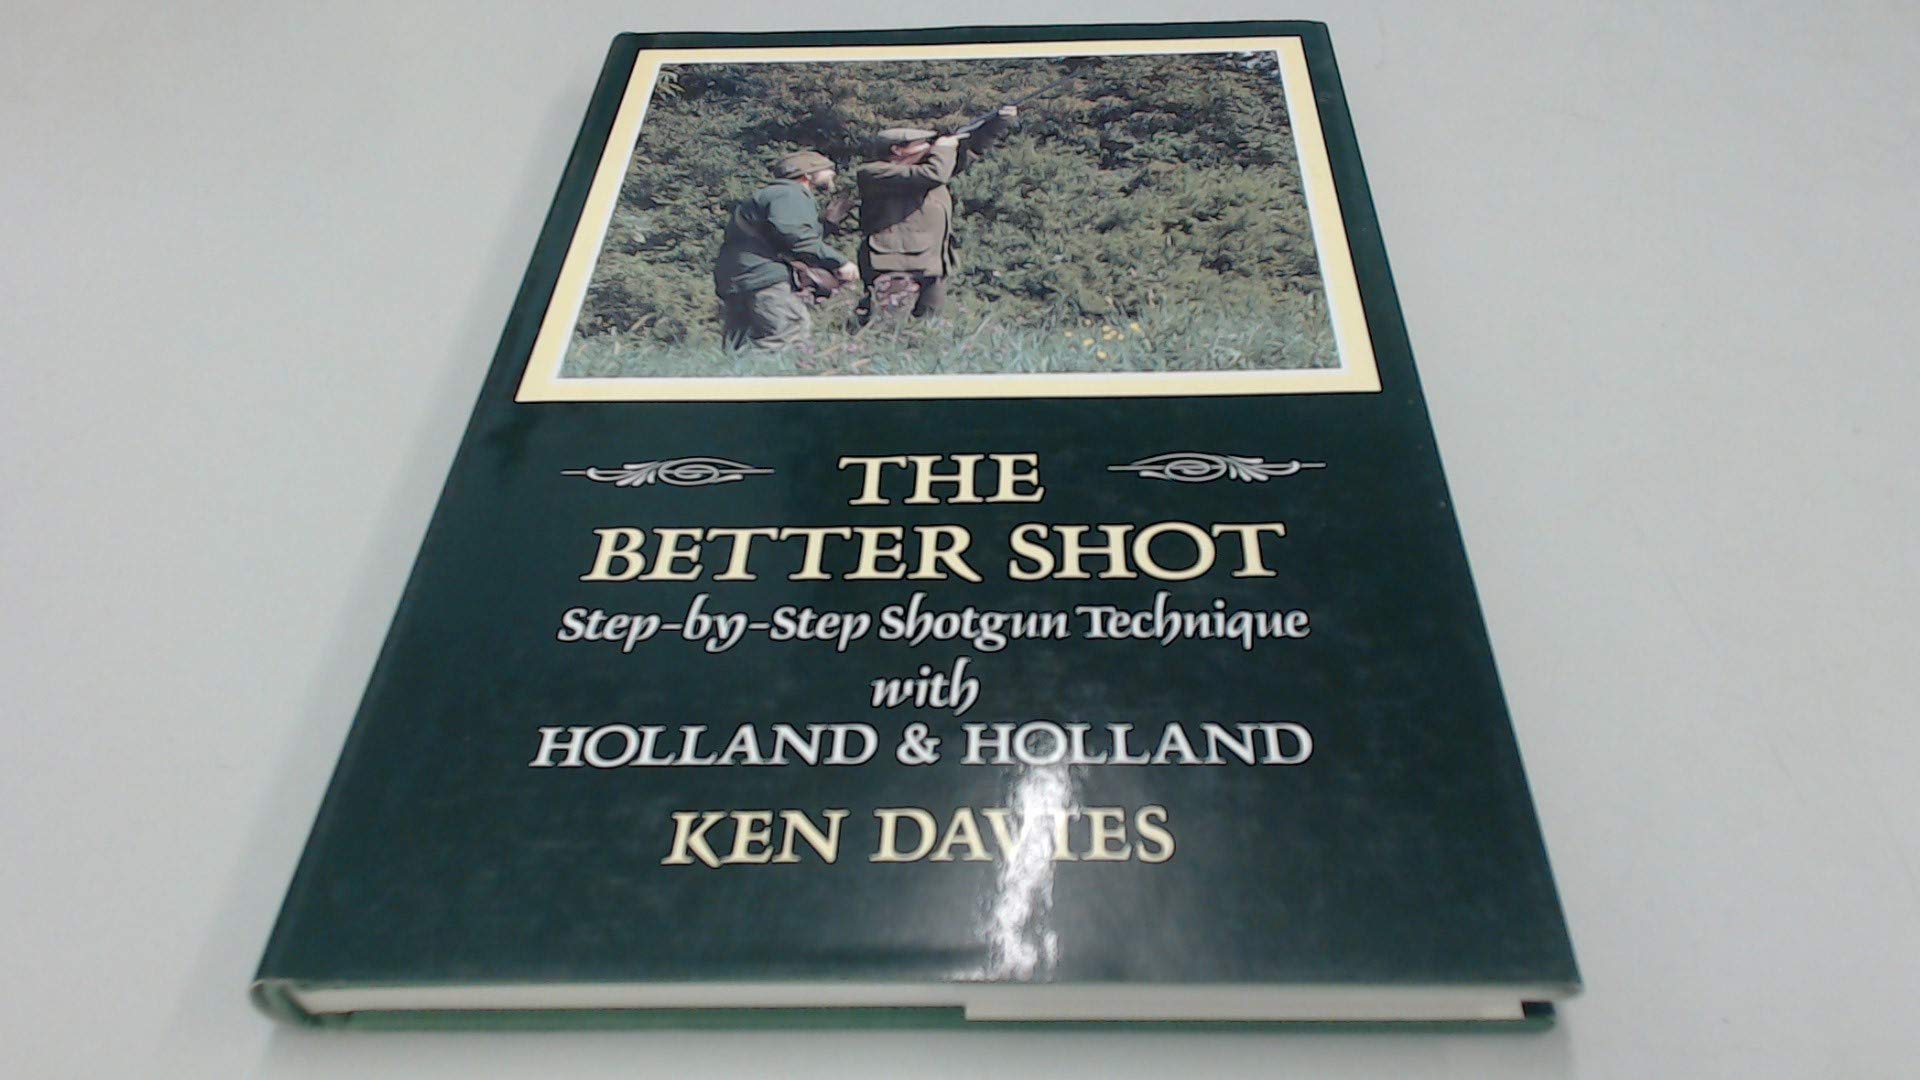 THE
BETTER SHOT
Step-by-Step Shotgun Technique
with
HOLLAND & HOLLAND
KEN DAVIES